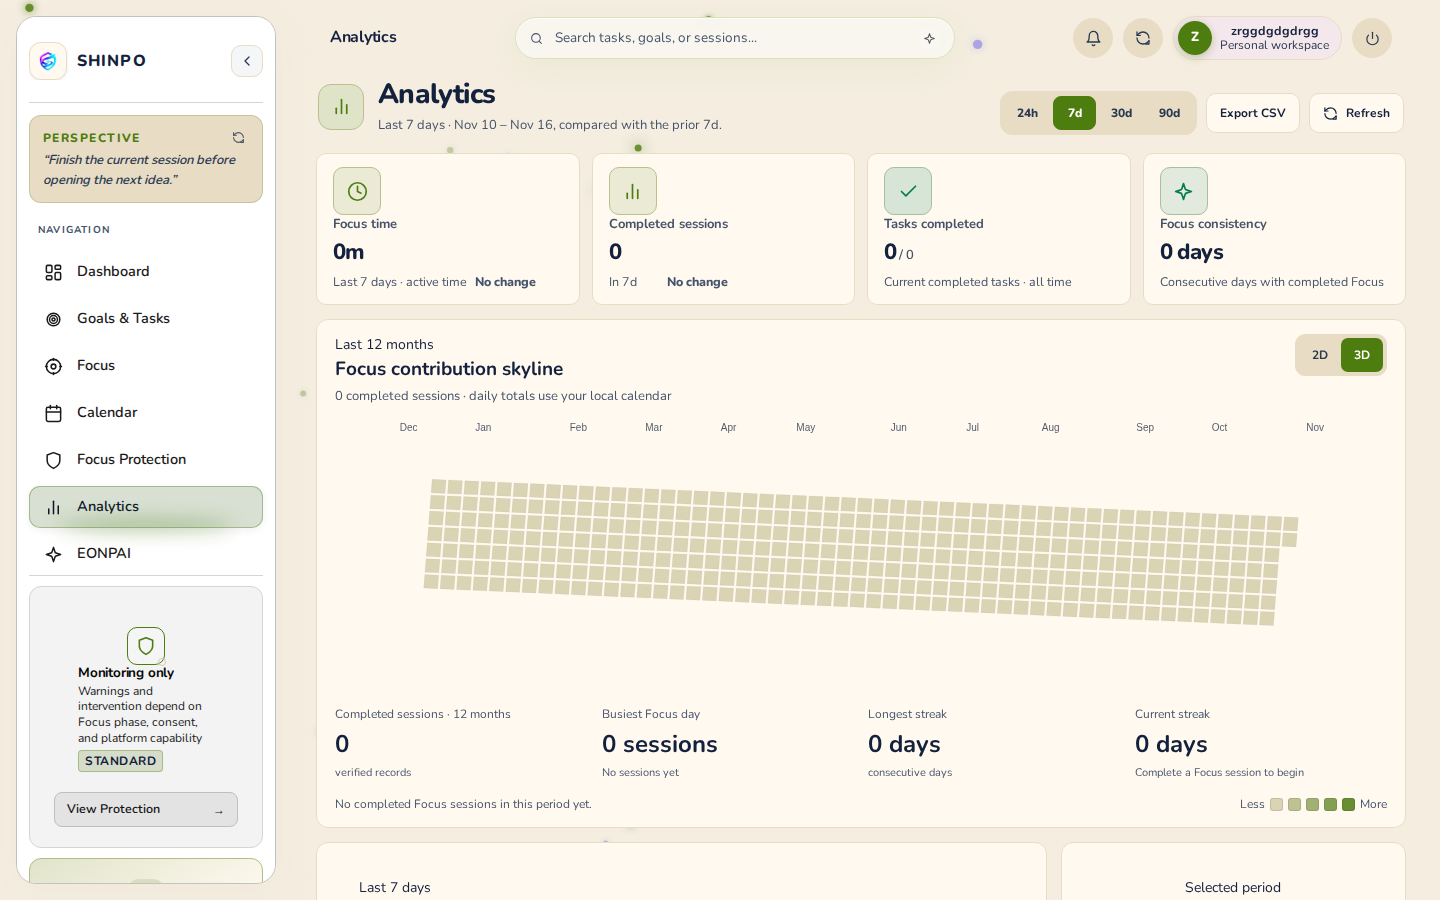 SHINPO
PERSPECTIVE
“Finish the current session before
opening the next idea.”
NAVIGATION
Dashboard
Goals & Tasks
Focus
Calendar
Focus Protection
Analytics
EONPAI
Monitoring only
Warnings and
intervention depend on
Focus phase, consent,
and platform capability
STANDARD
View Protection →
Analytics
Search tasks, goals, or sessions...
Z
zrggdgdgdrgg
Personal workspace
Analytics
Last 7 days · Nov 10 – Nov 16, compared with the prior 7d.
24h 7d 30d 90d
Export CSV
Refresh
Focus time
0m
Last 7 days · active time No change
Completed sessions
0
In 7d No change
Tasks completed
0 / 0
Current completed tasks · all time
Focus consistency
0 days
Consecutive days with completed Focus
Last 12 months
Focus contribution skyline
0 completed sessions · daily totals use your local calendar
2D 3D
Dec Jan Feb Mar Apr May Jun Jul Aug Sep Oct Nov
Completed sessions · 12 months
0
verified records
Busiest Focus day
0 sessions
No sessions yet
Longest streak
0 days
consecutive days
Current streak
0 days
Complete a Focus session to begin
No completed Focus sessions in this period yet.
Less More
Last 7 days
Selected period